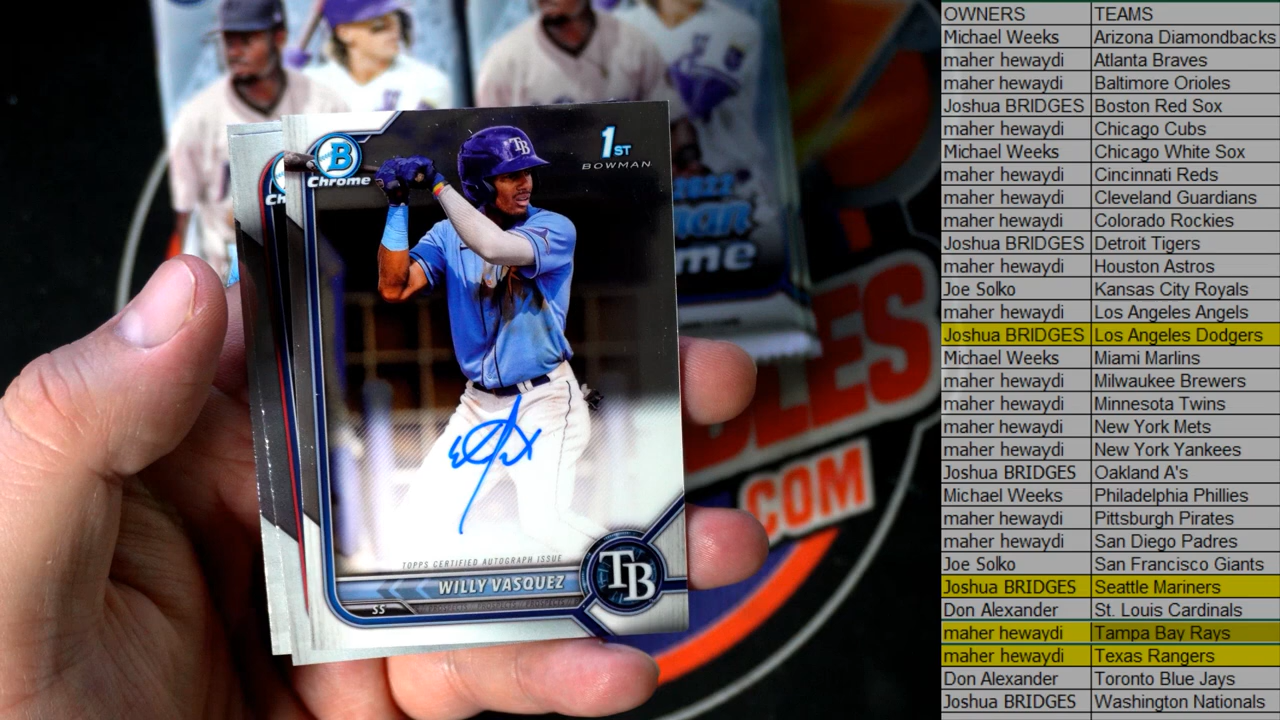 B
Chrome
1ST
BOWMAN
TB
TOPPS CERTIFIED AUTOGRAPH ISSUE
WILLY VASQUEZ
SS
TB
Ch
2022
me
LES
.COM
OWNERS TEAMS
Michael Weeks Arizona Diamondbacks
maher hewaydi Atlanta Braves
maher hewaydi Baltimore Orioles
Joshua BRIDGES Boston Red Sox
maher hewaydi Chicago Cubs
Michael Weeks Chicago White Sox
maher hewaydi Cincinnati Reds
maher hewaydi Cleveland Guardians
maher hewaydi Colorado Rockies
Joshua BRIDGES Detroit Tigers
maher hewaydi Houston Astros
Joe Solko Kansas City Royals
maher hewaydi Los Angeles Angels
Joshua BRIDGES Los Angeles Dodgers
Michael Weeks Miami Marlins
maher hewaydi Milwaukee Brewers
maher hewaydi Minnesota Twins
maher hewaydi New York Mets
maher hewaydi New York Yankees
Joshua BRIDGES Oakland A's
Michael Weeks Philadelphia Phillies
maher hewaydi Pittsburgh Pirates
maher hewaydi San Diego Padres
Joe Solko San Francisco Giants
Joshua BRIDGES Seattle Mariners
Don Alexander St. Louis Cardinals
maher hewaydi Tampa Bay Rays
maher hewaydi Texas Rangers
Don Alexander Toronto Blue Jays
Joshua BRIDGES Washington Nationals